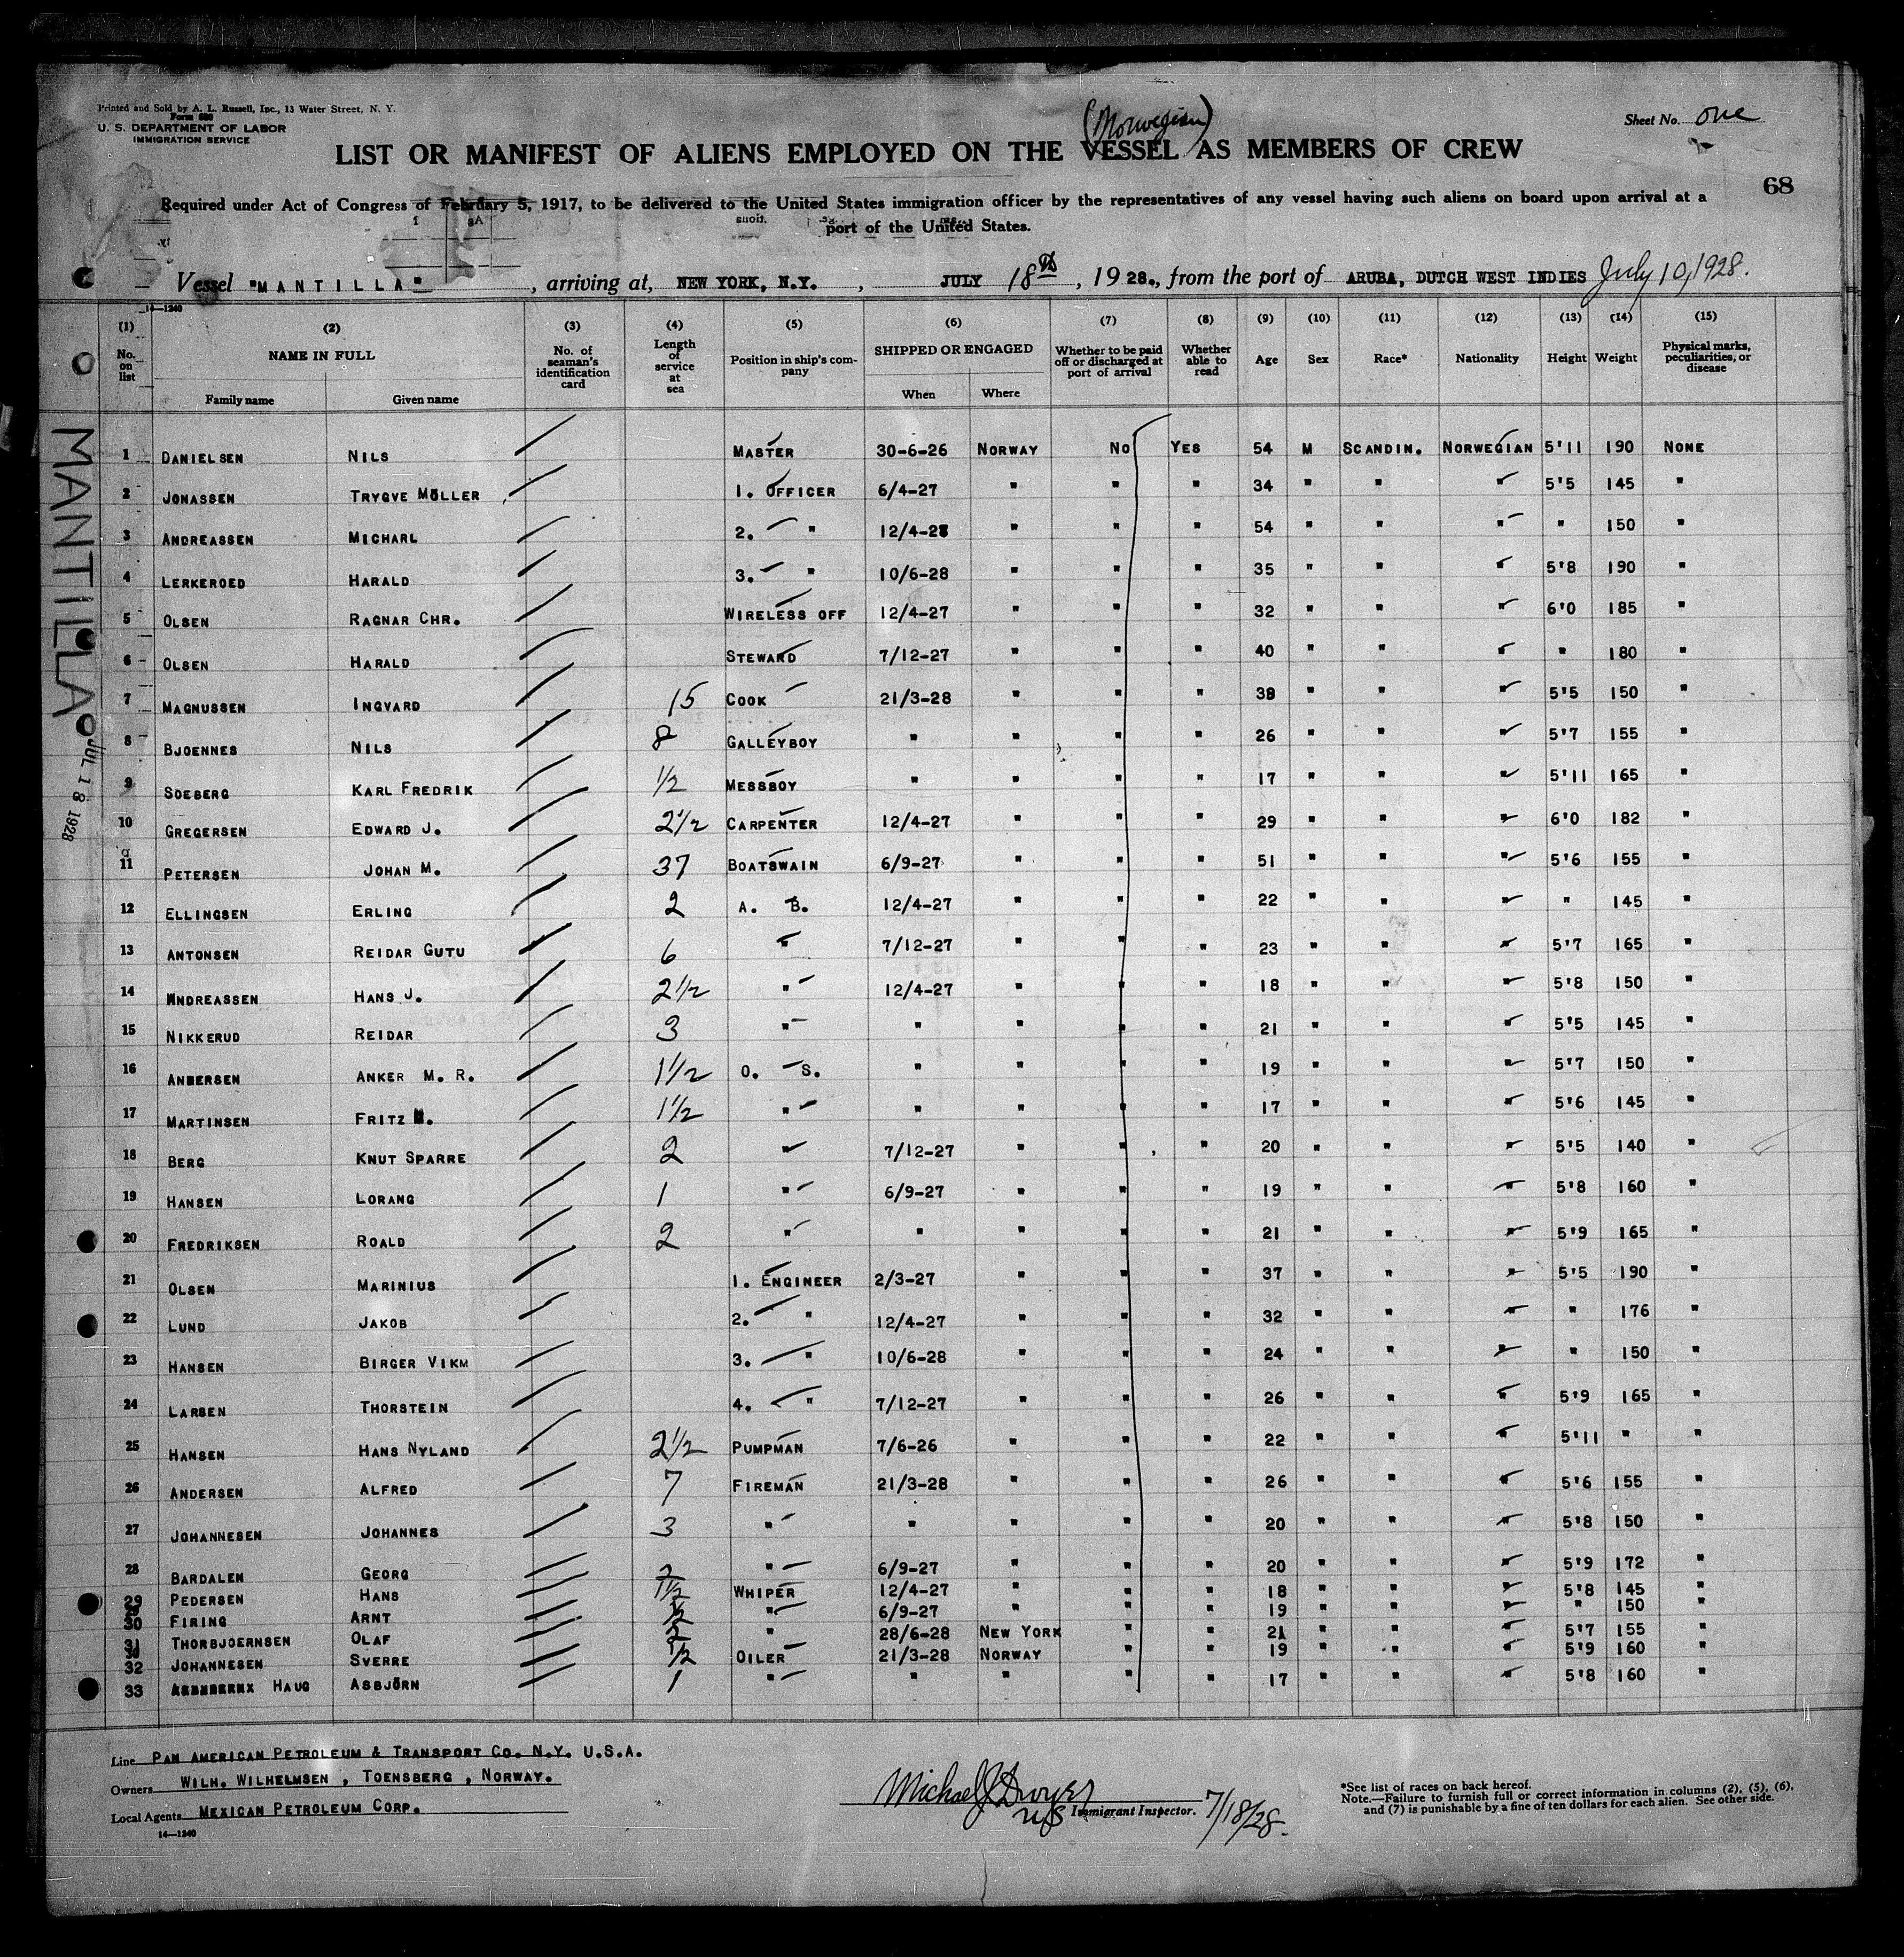 Printed and Sold by A. L. Russell, Inc., 13 Water Street, N. Y.
Form 680
U. S. DEPARTMENT OF LABOR
IMMIGRATION SERVICE
Sheet No. one
(Norwegian)
LIST OR MANIFEST OF ALIENS EMPLOYED ON THE VESSEL AS MEMBERS OF CREW
68
Required under Act of Congress of February 5, 1917, to be delivered to the United States immigration officer by the representatives of any vessel having such aliens on board upon arrival at a
port of the United States.
Vessel "MANTILLA", arriving at, NEW YORK, N.Y., JULY 18th, 1928., from the port of ARUBA, DUTCH WEST INDIES July 10, 1928.
14—1240
(1) (2) (3) (4) (5) (6) (7) (8) (9) (10) (11) (12) (13) (14) (15)
No. on list NAME IN FULL No. of seaman's identification card Length of service at sea Position in ship's company SHIPPED OR ENGAGED Whether to be paid off or discharged at port of arrival Whether able to read Age Sex Race* Nationality Height Weight Physical marks, peculiarities, or disease
Family name Given name When Where
1 DANIELSEN NILS MASTER 30-6-26 NORWAY NO YES 54 M SCANDIN. NORWEGIAN 5'11 190 NONE
2 JONASSEN TRYGVE MÖLLER 1. OFFICER 6/4-27 " " " 34 " " " 5'5 145 "
3 ANDREASSEN MICHARL 2. " 12/4-28 " " " 54 " " " " 150 "
4 LERKEROED HARALD 3. " 10/6-28 " " " 35 " " " 5'8 190 "
5 OLSEN RAGNAR CHR. WIRELESS OFF 12/4-27 " " " 32 " " " 6'0 185 "
6 OLSEN HARALD STEWARD 7/12-27 " " " 40 " " " " 180 "
7 MAGNUSSEN INGVARD 15 COOK 21/3-28 " " " 39 " " " 5'5 150 "
8 BJOENNES NILS 8 GALLEYBOY " " " " 26 " " " 5'7 155 "
9 SOEBERG KARL FREDRIK 1/2 MESSBOY " " " " 17 " " " 5'11 165 "
10 GREGERSEN EDWARD J. 2 1/2 CARPENTER 12/4-27 " " " 29 " " " 6'0 182 "
11 PETERSEN JOHAN M. 37 BOATSWAIN 6/9-27 " " " 51 " " " 5'6 155 "
12 ELLINGSEN ERLING 2 A. B. 12/4-27 " " " 22 " " " " 145 "
13 ANTONSEN REIDAR GUTU 6 " 7/12-27 " " " 23 " " " 5'7 165 "
14 ANDREASSEN HANS J. 2 1/2 " 12/4-27 " " " 18 " " " 5'8 150 "
15 NIKKERUD REIDAR 3 " " " " " 21 " " " 5'5 145 "
16 ANDERSEN ANKER M. R. 1 1/2 O. S. " " " " 19 " " " 5'7 150 "
17 MARTINSEN FRITZ M. 1 1/2 " " " " " 17 " " " 5'6 145 "
18 BERG KNUT SPARRE 2 " 7/12-27 " " " 20 " " " 5'5 140 "
19 HANSEN LORANG 1 " 6/9-27 " " " 19 " " " 5'8 160 "
20 FREDRIKSEN ROALD 2 " " " " " 21 " " " 5'9 165 "
21 OLSEN MARINIUS 1. ENGINEER 2/3-27 " " " 37 " " " 5'5 190 "
22 LUND JAKOB 2. " 12/4-27 " " " 32 " " " " 176 "
23 HANSEN BIRGER VIKM 3. " 10/6-28 " " " 24 " " " " 150 "
24 LARSEN THORSTEIN 4. " 7/12-27 " " " 26 " " " 5'9 165 "
25 HANSEN HANS NYLAND 2 1/2 PUMPMAN 7/6-26 " " " 22 " " " 5'11 " "
26 ANDERSEN ALFRED 7 FIREMAN 21/3-28 " " " 26 " " " 5'6 155 "
27 JOHANNESEN JOHANNES 3 " " " " " 20 " " " 5'8 150 "
28 BARDALEN GEORG 2 " 6/9-27 " " " 20 " " " 5'9 172 "
29 PEDERSEN HANS 1 1/2 WHIPER 12/4-27 " " " 18 " " " 5'8 145 "
30 FIRING ARNT 1/2 " 6/9-27 " " " 19 " " " " 150 "
31 THORBJOERNSEN OLAF 2 " 28/6-28 NEW YORK " " 21 " " " 5'7 155 "
32 JOHANNESEN SVERRE 1/2 OILER 21/3-28 NORWAY " " 19 " " " 5'9 160 "
33 HAUG ASBJÖRN 1 " " " " " 17 " " " 5'8 160 "
MANTILLA
JUL 18 1928
Line PAN AMERICAN PETROLEUM & TRANSPORT CO. N.Y. U.S.A.
Owners WILH. WILHELMSEN, TOENSBERG, NORWAY.
Local Agents MEXICAN PETROLEUM CORP.
14—1240
Michael J Dwyer
US Immigrant Inspector. 7/18/28.
*See list of races on back hereof.
Note.—Failure to furnish full or correct information in columns (2), (5), (6),
and (7) is punishable by a fine of ten dollars for each alien. See other side.